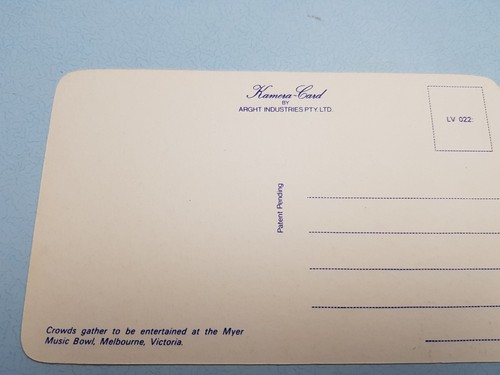 Kamera-Card
BY
ARGHT INDUSTRIES PTY. LTD.
LV 022:
Patent Pending
Crowds gather to be entertained at the Myer
Music Bowl, Melbourne, Victoria.